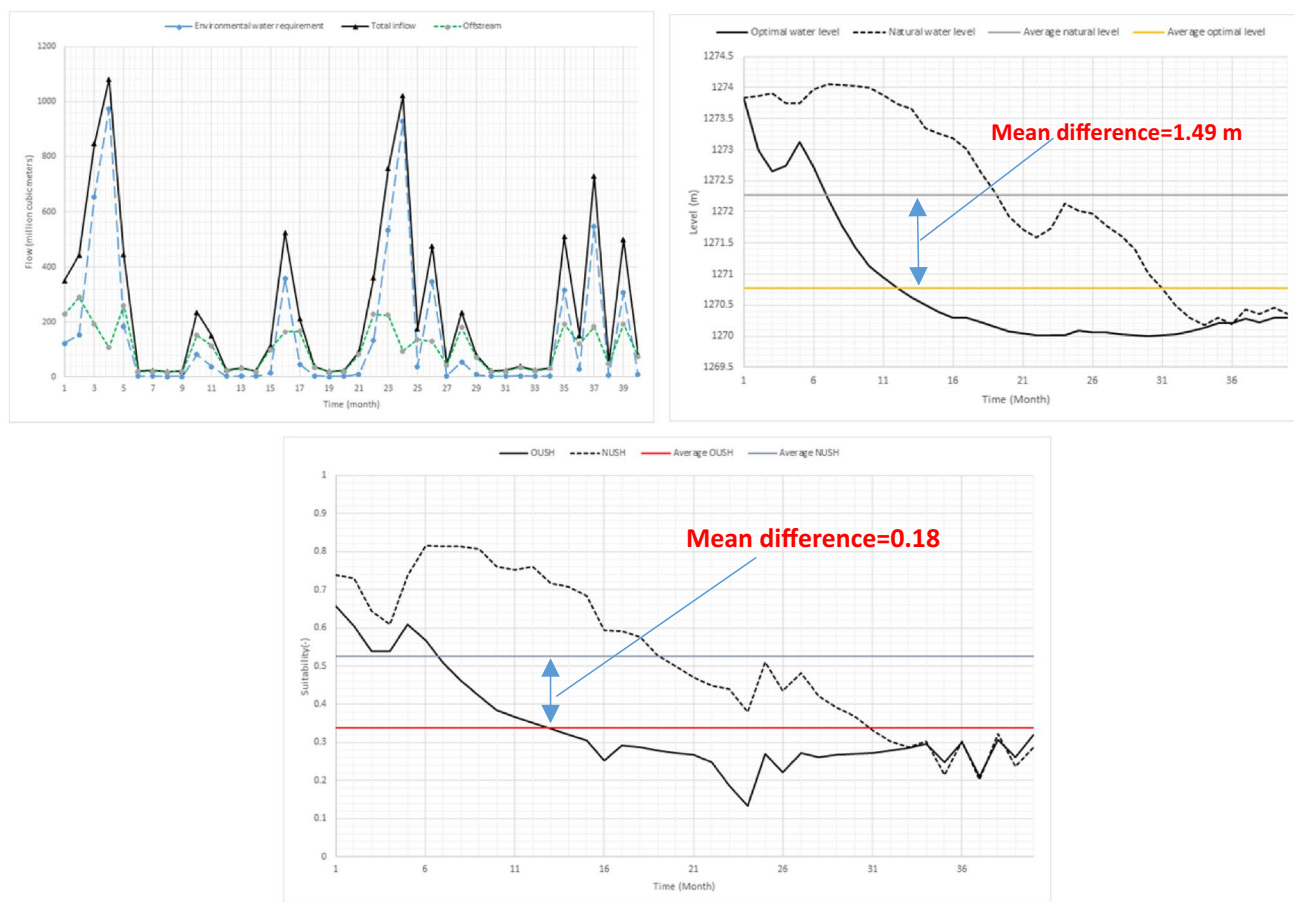 Environmental water requirement Total inflow Offstream
1200
1000
800
600
400
200
0
Flow (million cubic meters)
1 3 5 7 9 11 13 15 17 19 21 23 25 27 29 31 33 35 37 39
Time (month)
Optimal water level Natural water level Average natural level Average optimal level
1274.5
1274
1273.5
1273
1272.5
1272
1271.5
1271
1270.5
1270
1269.5
Level (m)
Mean difference=1.49 m
1 6 11 16 21 26 31 36
Time (Month)
OUSH NUSH Average OUSH Average NUSH
1
0.9
0.8
0.7
0.6
0.5
0.4
0.3
0.2
0.1
0
Suitability(-)
Mean difference=0.18
1 6 11 16 21 26 31 36
Time (Month)